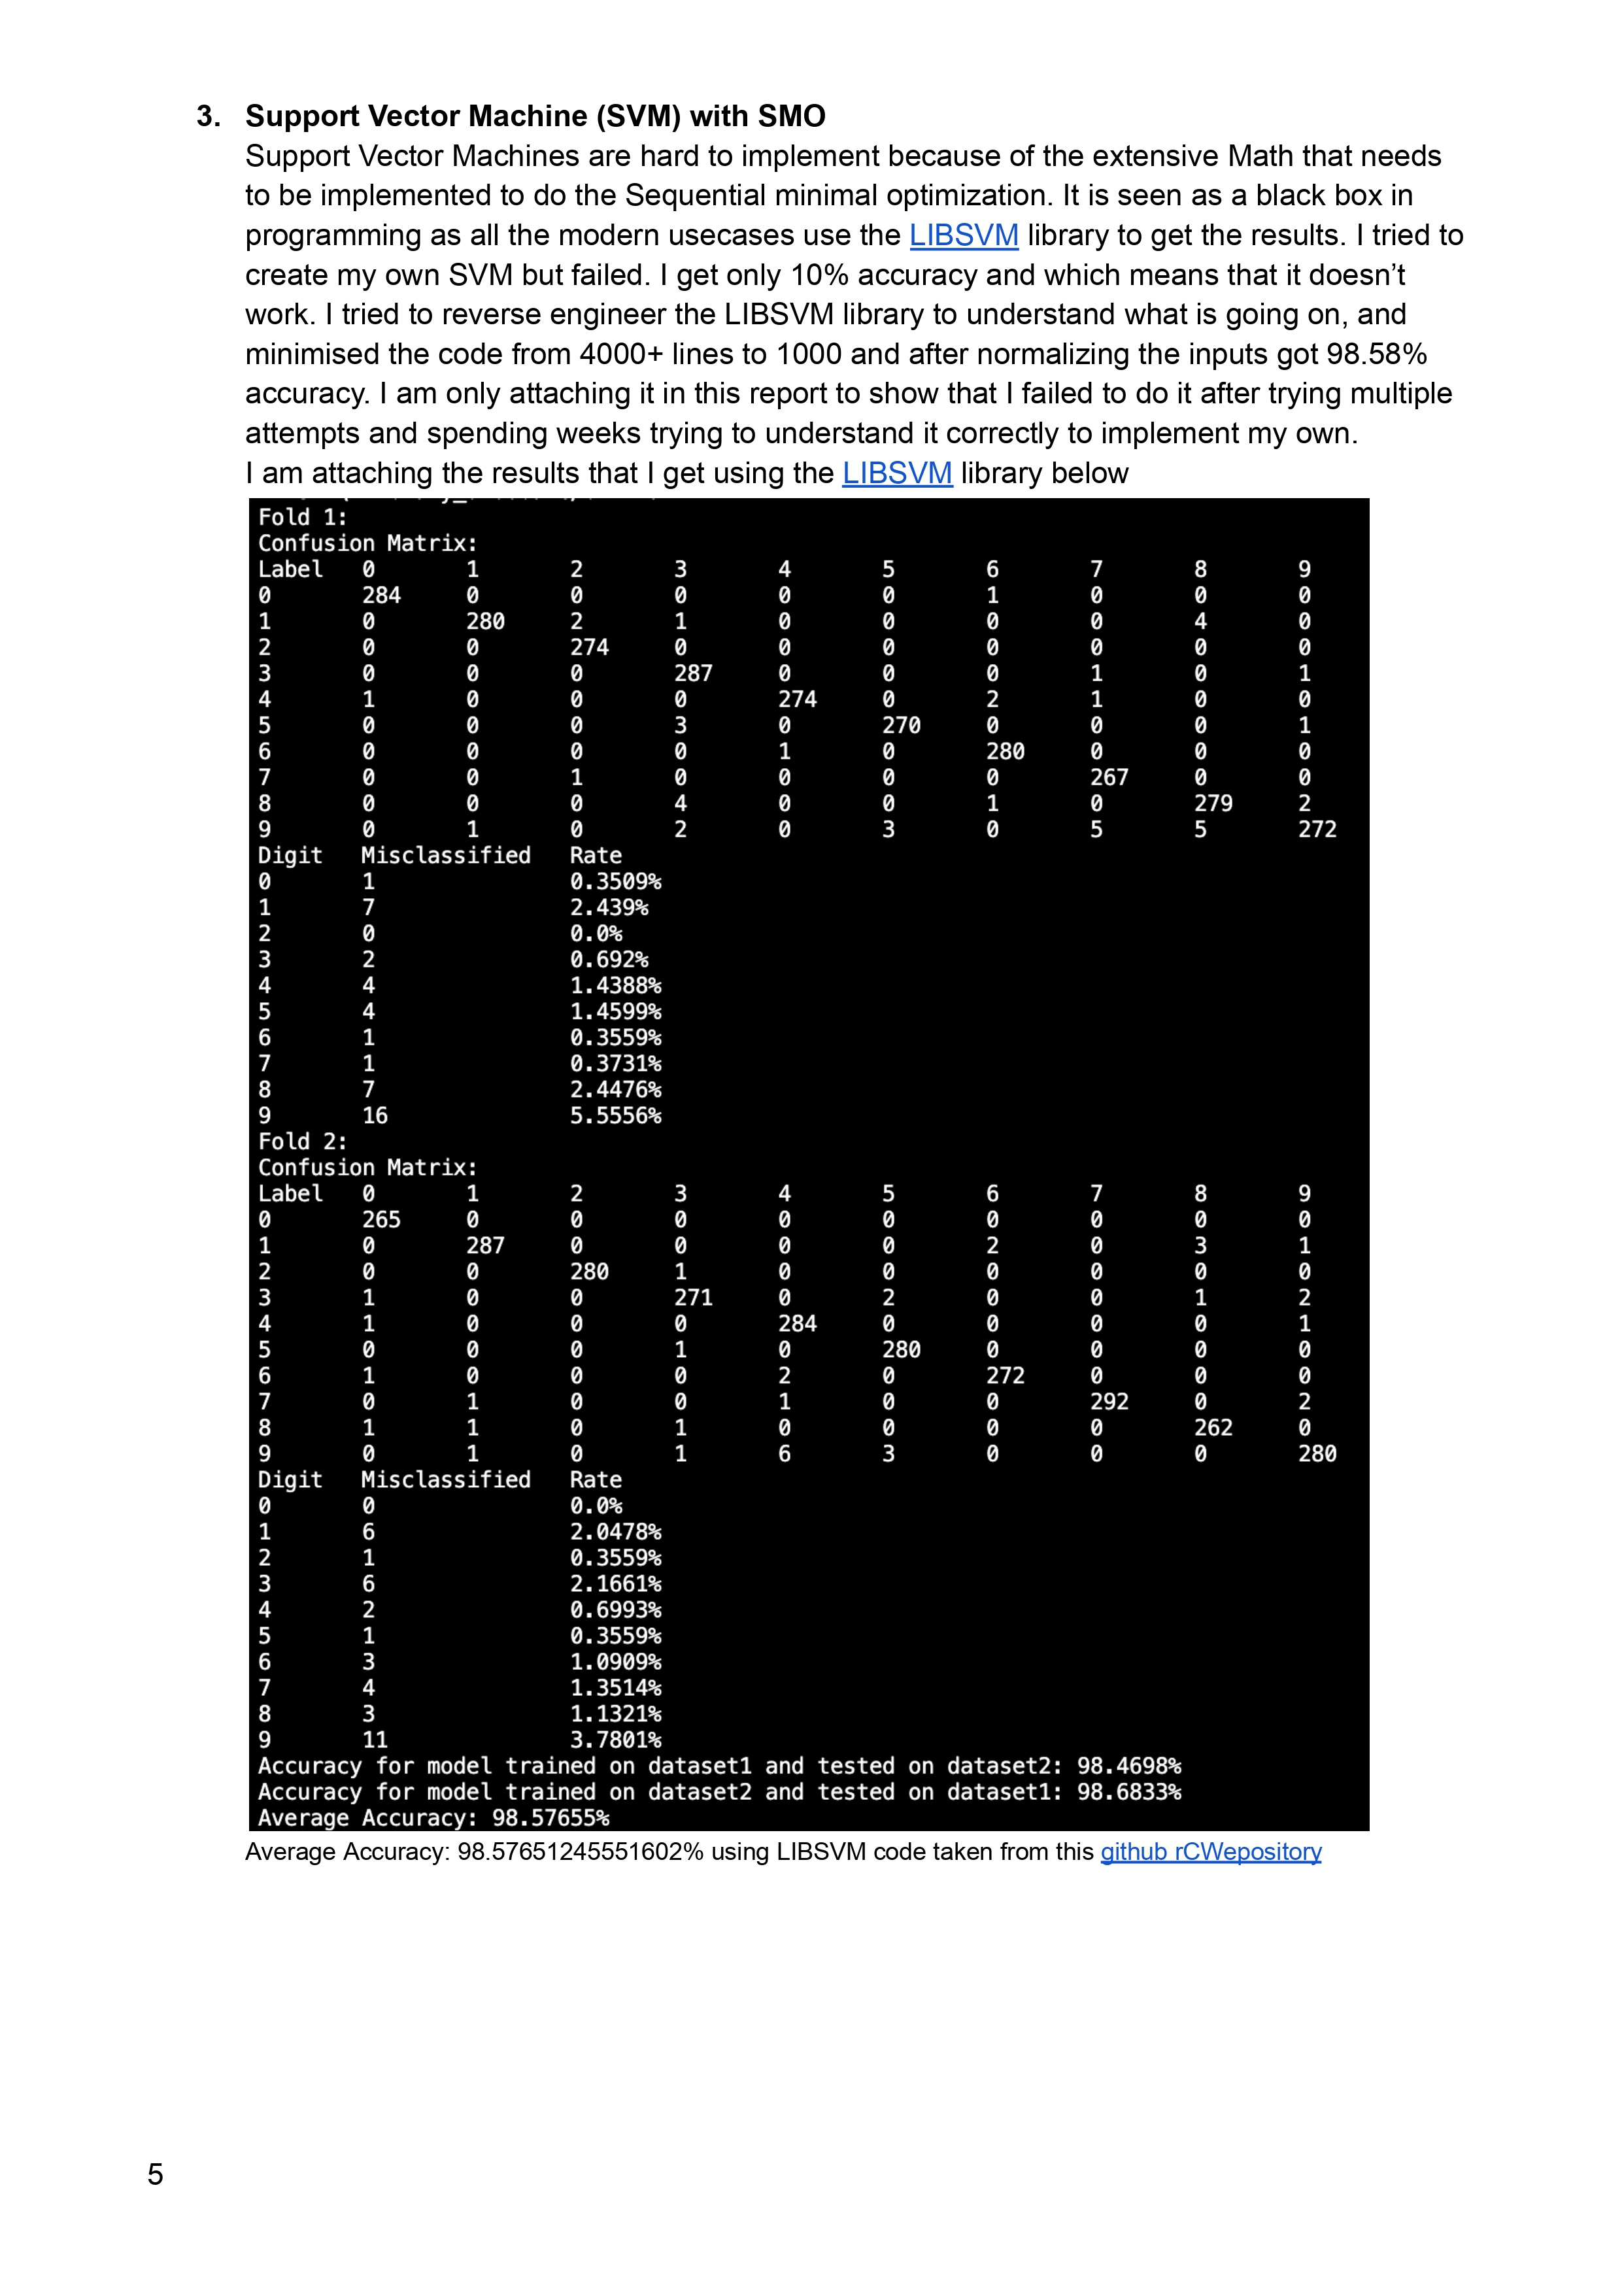 3. Support Vector Machine (SVM) with SMO
Support Vector Machines are hard to implement because of the extensive Math that needs
to be implemented to do the Sequential minimal optimization. It is seen as a black box in
programming as all the modern usecases use the LIBSVM library to get the results. I tried to
create my own SVM but failed. I get only 10% accuracy and which means that it doesn’t
work. I tried to reverse engineer the LIBSVM library to understand what is going on, and
minimised the code from 4000+ lines to 1000 and after normalizing the inputs got 98.58%
accuracy. I am only attaching it in this report to show that I failed to do it after trying multiple
attempts and spending weeks trying to understand it correctly to implement my own.
I am attaching the results that I get using the LIBSVM library below
Fold 1:
Confusion Matrix:
Label 0 1 2 3 4 5 6 7 8 9
0 284 0 0 0 0 0 1 0 0 0
1 0 280 2 1 0 0 0 0 4 0
2 0 0 274 0 0 0 0 0 0 0
3 0 0 0 287 0 0 0 1 0 1
4 1 0 0 0 274 0 2 1 0 0
5 0 0 0 3 0 270 0 0 0 1
6 0 0 0 0 1 0 280 0 0 0
7 0 0 1 0 0 0 0 267 0 0
8 0 0 0 4 0 0 1 0 279 2
9 0 1 0 2 0 3 0 5 5 272
Digit Misclassified Rate
0 1 0.3509%
1 7 2.439%
2 0 0.0%
3 2 0.692%
4 4 1.4388%
5 4 1.4599%
6 1 0.3559%
7 1 0.3731%
8 7 2.4476%
9 16 5.5556%
Fold 2:
Confusion Matrix:
Label 0 1 2 3 4 5 6 7 8 9
0 265 0 0 0 0 0 0 0 0 0
1 0 287 0 0 0 0 2 0 3 1
2 0 0 280 1 0 0 0 0 0 0
3 1 0 0 271 0 2 0 0 1 2
4 1 0 0 0 284 0 0 0 0 1
5 0 0 0 1 0 280 0 0 0 0
6 1 0 0 0 2 0 272 0 0 0
7 0 1 0 0 1 0 0 292 0 2
8 1 1 0 1 0 0 0 0 262 0
9 0 1 0 1 6 3 0 0 0 280
Digit Misclassified Rate
0 0 0.0%
1 6 2.0478%
2 1 0.3559%
3 6 2.1661%
4 2 0.6993%
5 1 0.3559%
6 3 1.0909%
7 4 1.3514%
8 3 1.1321%
9 11 3.7801%
Accuracy for model trained on dataset1 and tested on dataset2: 98.4698%
Accuracy for model trained on dataset2 and tested on dataset1: 98.6833%
Average Accuracy: 98.57655%
Average Accuracy: 98.57651245551602% using LIBSVM code taken from this github rCWepository
5